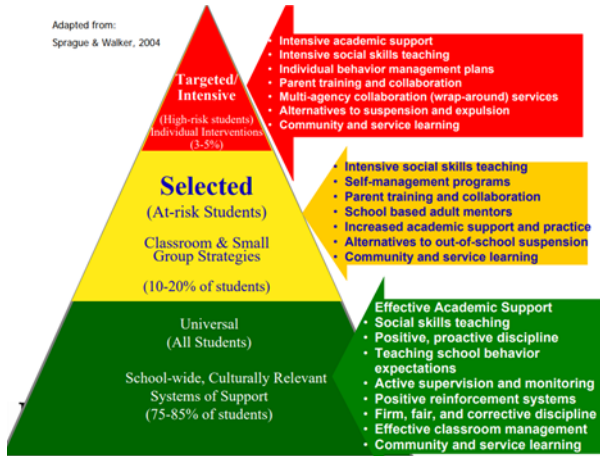 Adapted from:
Sprague & Walker, 2004
Targeted/
Intensive
(High-risk students)
Individual Interventions
(3-5%)
• Intensive academic support
• Intensive social skills teaching
• Individual behavior management plans
• Parent training and collaboration
• Multi-agency collaboration (wrap-around) services
• Alternatives to suspension and expulsion
• Community and service learning
Selected
(At-risk Students)
Classroom & Small
Group Strategies
(10-20% of students)
• Intensive social skills teaching
• Self-management programs
• Parent training and collaboration
• School based adult mentors
• Increased academic support and practice
• Alternatives to out-of-school suspension
• Community and service learning
Universal
(All Students)
School-wide, Culturally Relevant
Systems of Support
(75-85% of students)
Effective Academic Support
• Social skills teaching
• Positive, proactive discipline
• Teaching school behavior
expectations
• Active supervision and monitoring
• Positive reinforcement systems
• Firm, fair, and corrective discipline
• Effective classroom management
• Community and service learning